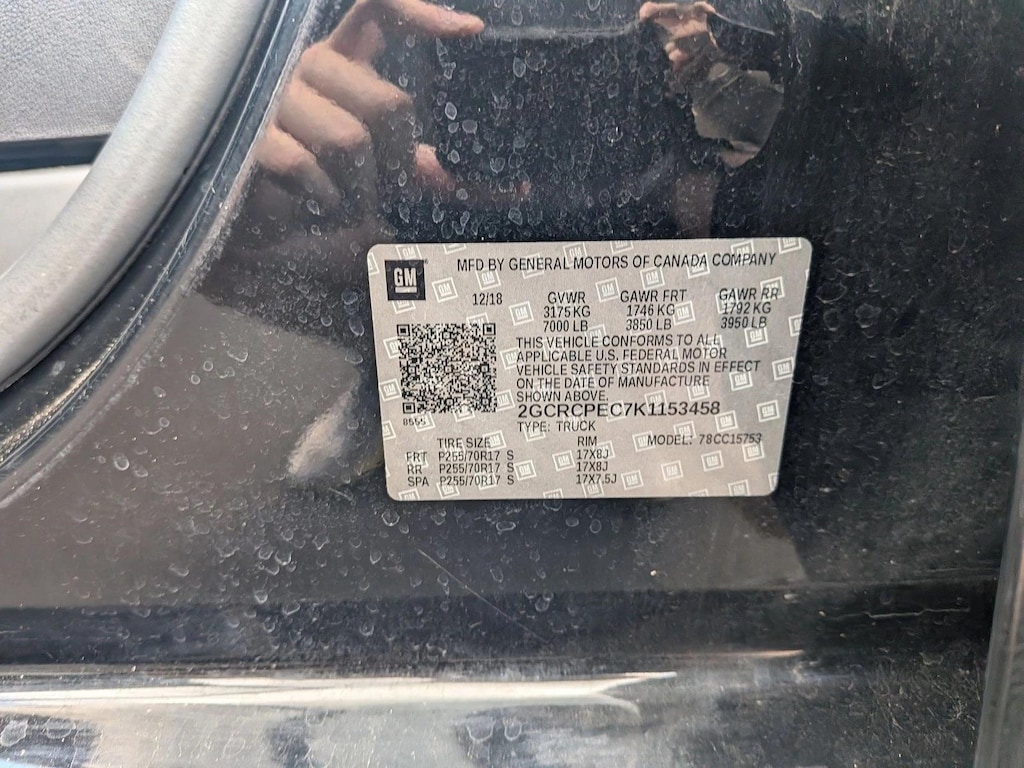 GM
MFD BY GENERAL MOTORS OF CANADA COMPANY
12/18 GVWR GAWR FRT GAWR RR
3175 KG 1746 KG 1792 KG
7000 LB 3850 LB 3950 LB
THIS VEHICLE CONFORMS TO ALL
APPLICABLE U.S. FEDERAL MOTOR
VEHICLE SAFETY STANDARDS IN EFFECT
ON THE DATE OF MANUFACTURE
SHOWN ABOVE.
2GCRCPEC7K1153458
8555
TYPE: TRUCK
TIRE SIZE RIM MODEL: 78CC15753
FRT P255/70R17 S 17X8J
RR P255/70R17 S 17X8J
SPA P255/70R17 S 17X7.5J